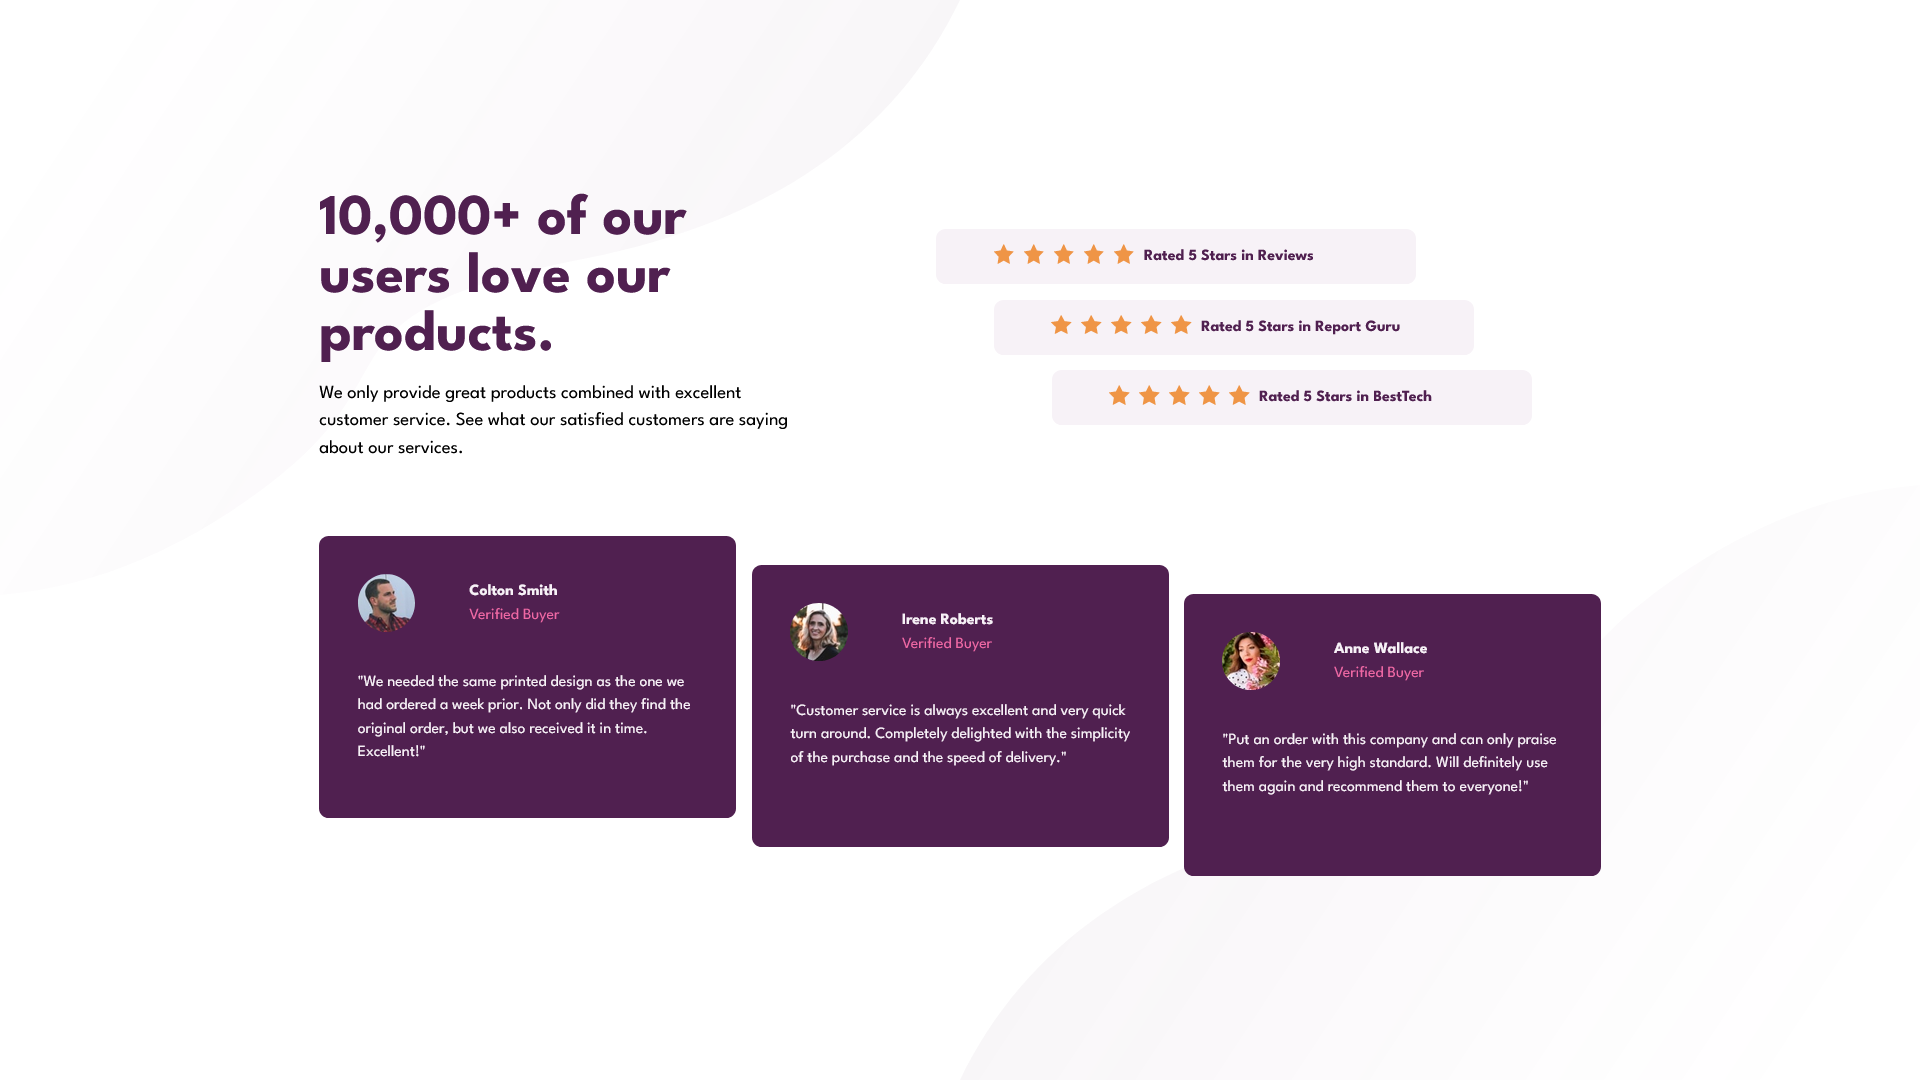 10,000+ of our
users love our
products.
We only provide great products combined with excellent
customer service. See what our satisfied customers are saying
about our services.
Rated 5 Stars in Reviews
Rated 5 Stars in Report Guru
Rated 5 Stars in BestTech
Colton Smith
Verified Buyer
"We needed the same printed design as the one we
had ordered a week prior. Not only did they find the
original order, but we also received it in time.
Excellent!"
Irene Roberts
Verified Buyer
"Customer service is always excellent and very quick
turn around. Completely delighted with the simplicity
of the purchase and the speed of delivery."
Anne Wallace
Verified Buyer
"Put an order with this company and can only praise
them for the very high standard. Will definitely use
them again and recommend them to everyone!"